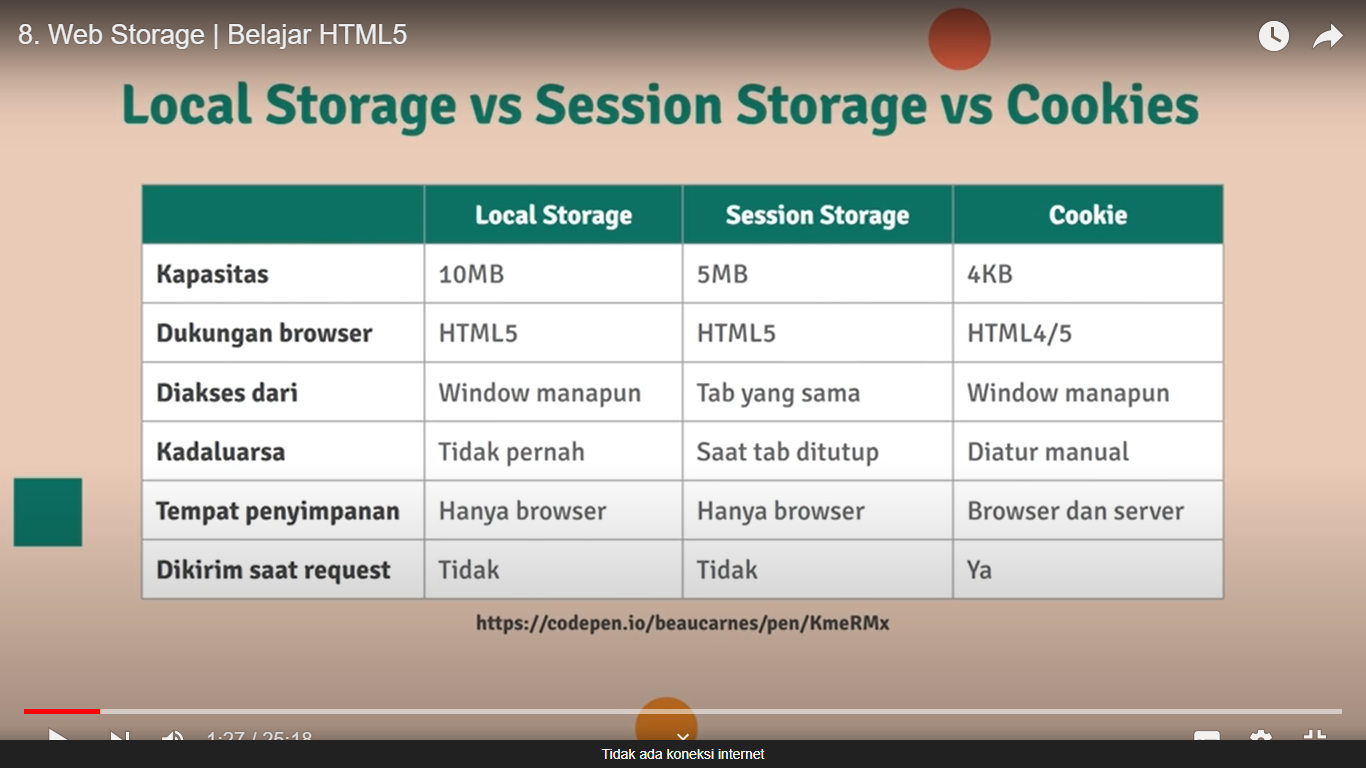 8. Web Storage | Belajar HTML5
Local Storage vs Session Storage vs Cookies
Local Storage Session Storage Cookie
Kapasitas 10MB 5MB 4KB
Dukungan browser HTML5 HTML5 HTML4/5
Diakses dari Window manapun Tab yang sama Window manapun
Kadaluarsa Tidak pernah Saat tab ditutup Diatur manual
Tempat penyimpanan Hanya browser Hanya browser Browser dan server
Dikirim saat request Tidak Tidak Ya
https://codepen.io/beaucarnes/pen/KmeRMx
1:27 / 25:18
Tidak ada koneksi internet